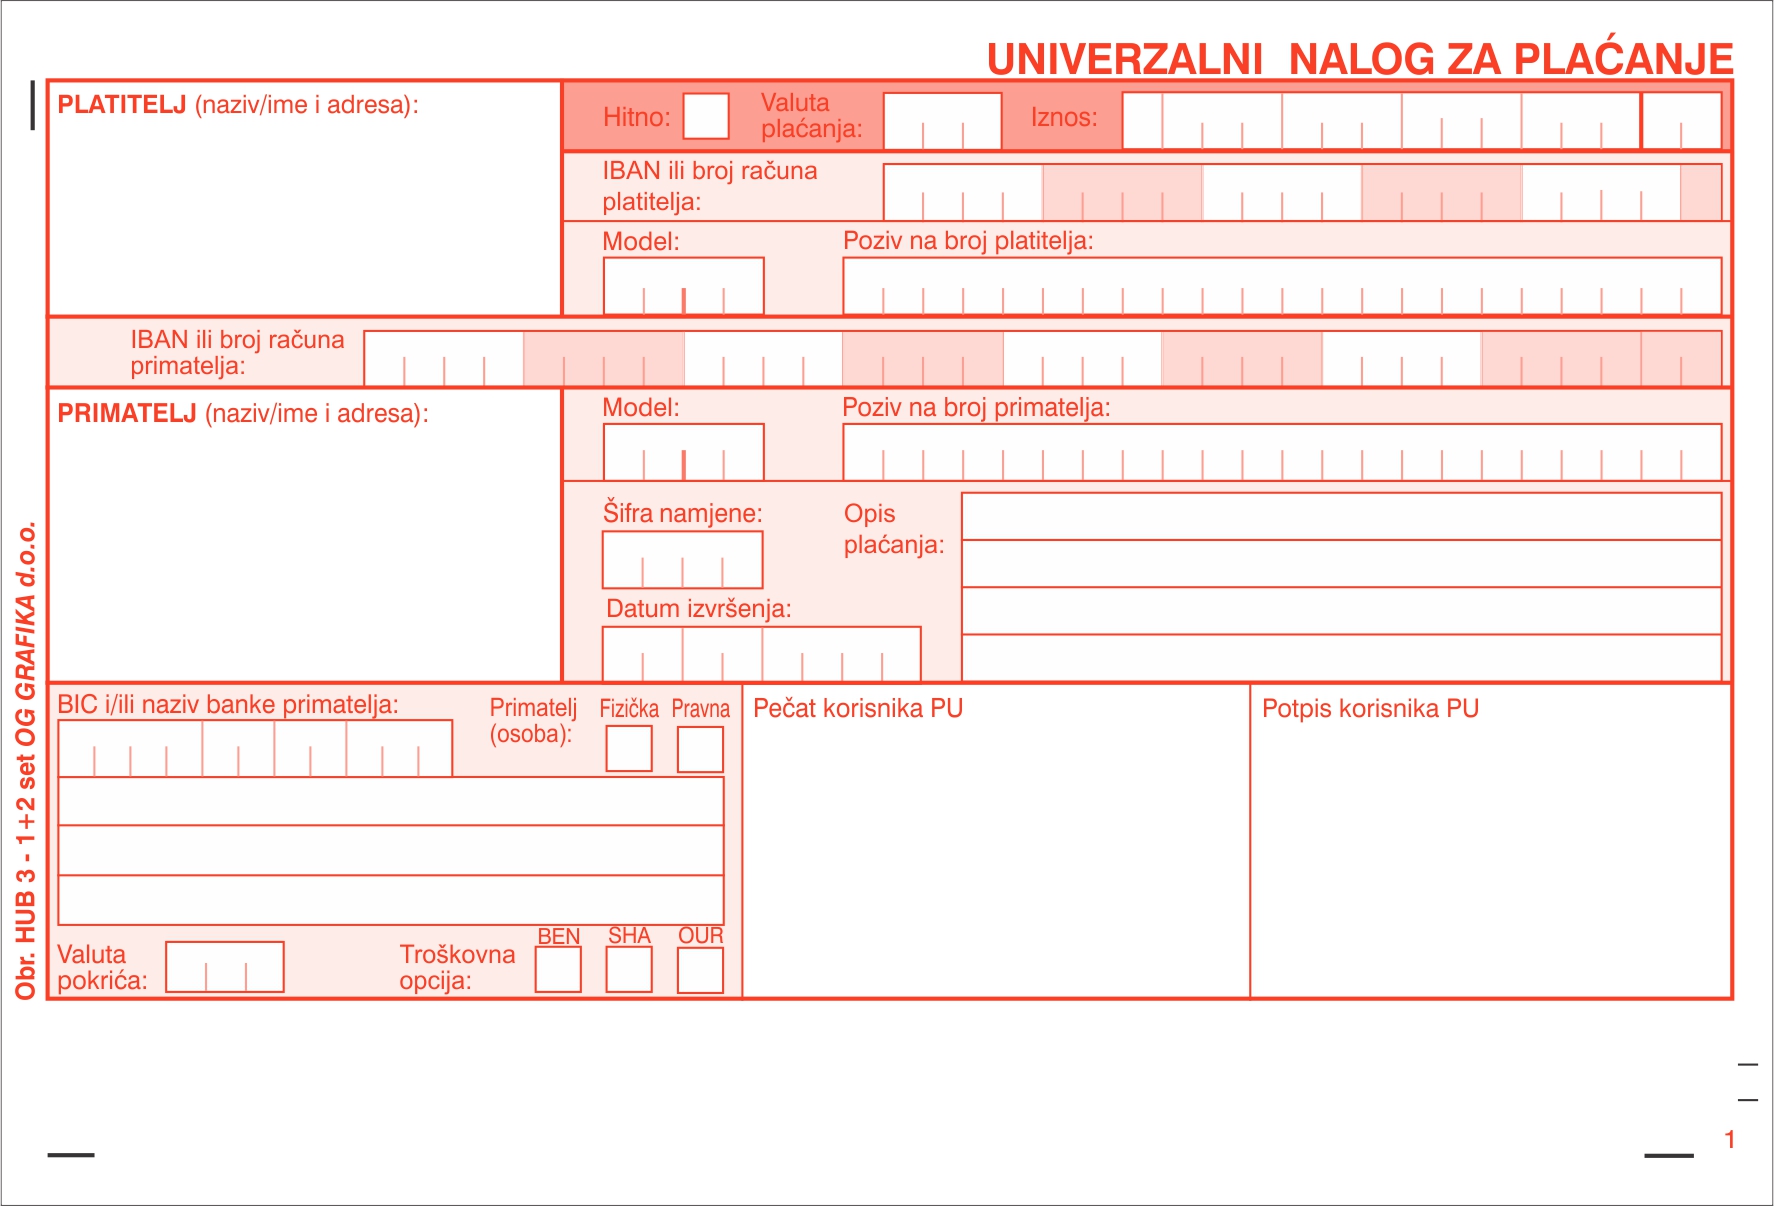 UNIVERZALNI NALOG ZA PLAĆANJE
PLATITELJ (naziv/ime i adresa):
Hitno:
Valuta
plaćanja:
Iznos:
IBAN ili broj računa
platitelja:
Model:
Poziv na broj platitelja:
IBAN ili broj računa
primatelja:
PRIMATELJ (naziv/ime i adresa):
Model:
Poziv na broj primatelja:
Šifra namjene:
Opis
plaćanja:
Datum izvršenja:
BIC i/ili naziv banke primatelja:
Primatelj
(osoba):
Fizička
Pravna
Pečat korisnika PU
Potpis korisnika PU
Valuta
pokrića:
Troškovna
opcija:
BEN
SHA
OUR
Obr. HUB 3 - 1+2 set OG GRAFIKA d.o.o.
1